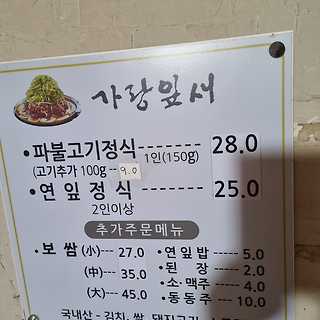 가랑잎새
•파불고기정식 1인(150g) 28.0
(고기추가 100g -- 9.0
•연잎정식 ------ 25.0
2인이상
추가주문메뉴
•보쌈(小)--- 27.0
(中)---- 35.0
(大)---- 45.0
•연잎밥 ----- 5.0
•된장 ------- 2.0
•소·맥주 ---- 4.0
•동동주 --- 10.0
국내산 - 김치, 쌀, 돼지고기